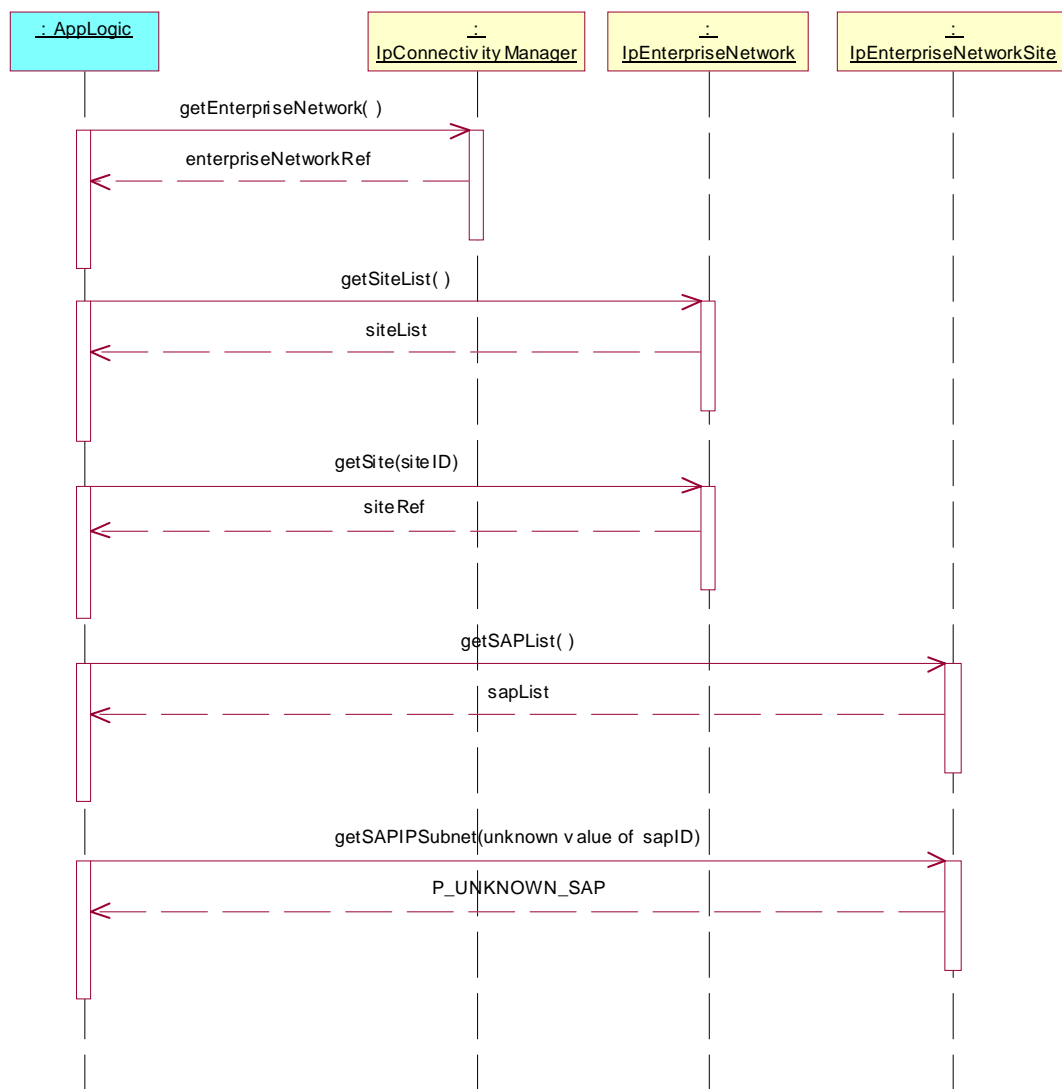 : AppLogic
:
IpConnectivityManager
:
IpEnterpriseNetwork
:
IpEnterpriseNetworkSite
getEnterpriseNetwork( )
enterpriseNetworkRef
getSiteList( )
siteList
getSite(siteID)
siteRef
getSAPList( )
sapList
getSAPIPSubnet(unknown value of sapID)
P_UNKNOWN_SAP